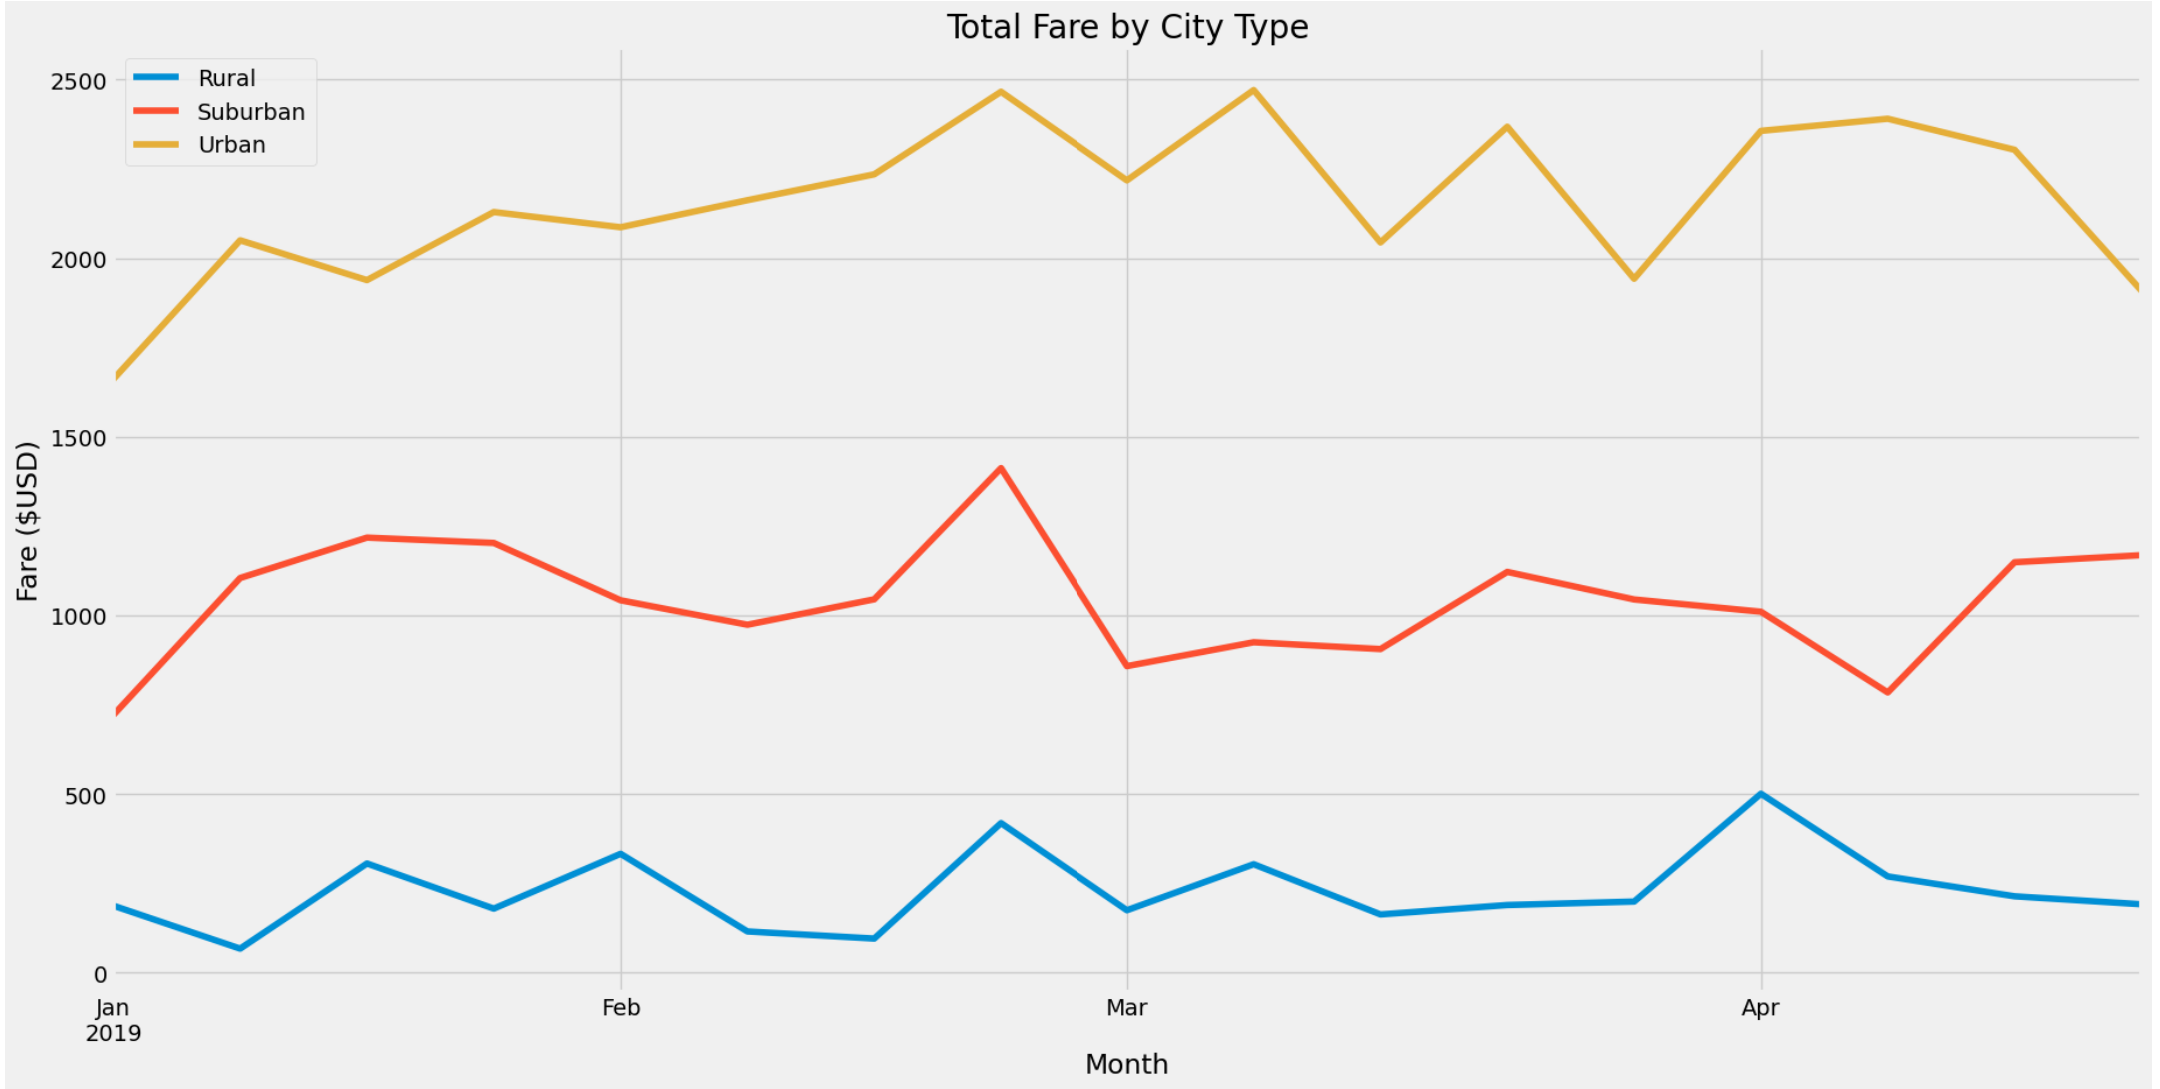 Total Fare by City Type
Rural
Suburban
Urban
2500
2000
1500
1000
500
0
Fare ($USD)
Jan
2019
Feb
Mar
Apr
Month